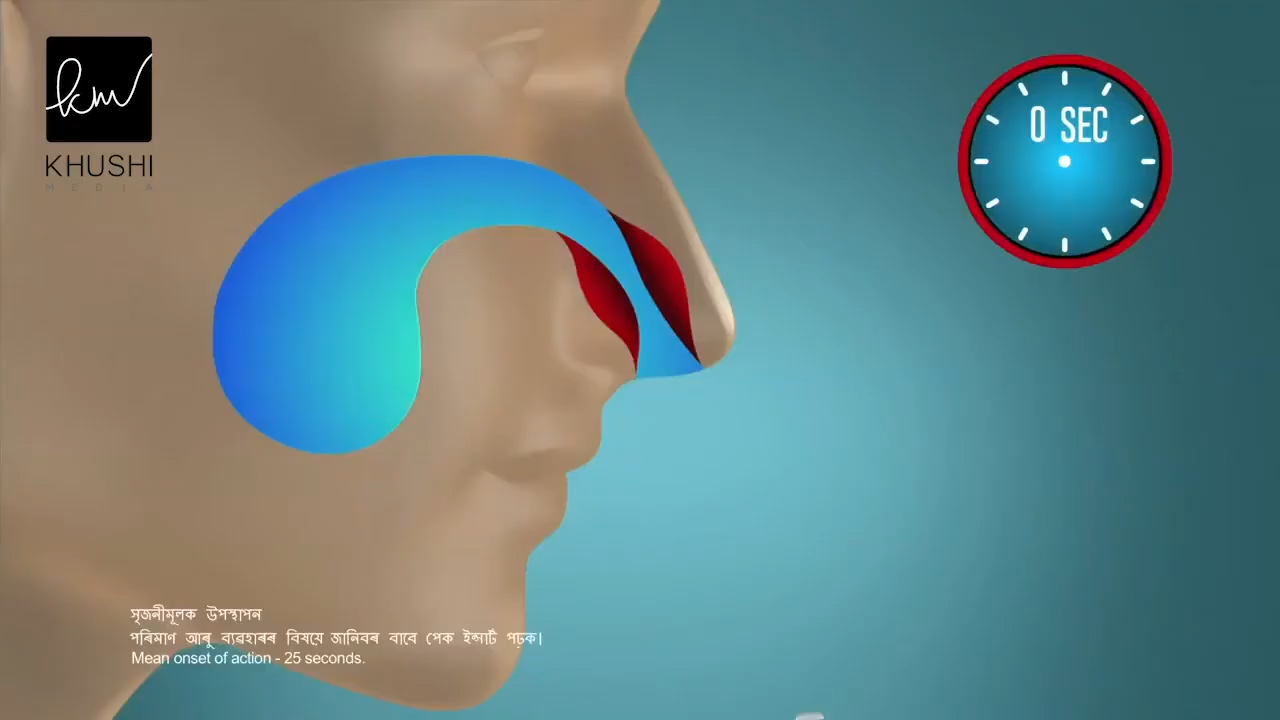 km
KHUSHI
MEDIA
0 SEC
সৃজনীমূলক উপস্থাপন
পৰিমাণ আৰু ব্যৱহাৰৰ বিষয়ে জানিবৰ বাবে পেক ইন্সাৰ্ট পঢ়ক।
Mean onset of action - 25 seconds.